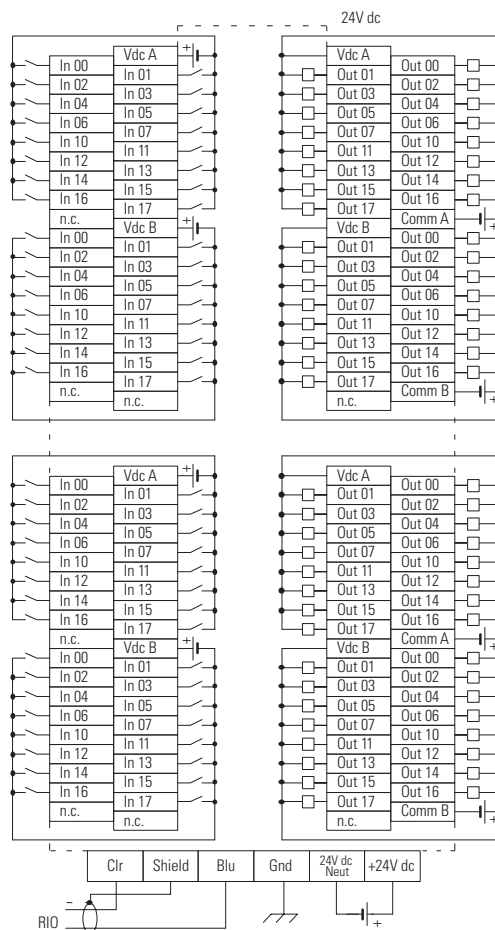 24V dc
Vdc A +
In 00
In 01
In 02
In 03
In 04
In 05
In 06
In 07
In 10
In 11
In 12
In 13
In 14
In 15
In 16
In 17
n.c.
Vdc B +
In 00
In 01
In 02
In 03
In 04
In 05
In 06
In 07
In 10
In 11
In 12
In 13
In 14
In 15
In 16
In 17
n.c.
n.c.
Vdc A
Out 00
Out 01
Out 02
Out 03
Out 04
Out 05
Out 06
Out 07
Out 10
Out 11
Out 12
Out 13
Out 14
Out 15
Out 16
Out 17
Comm A +
Vdc B
Out 00
Out 01
Out 02
Out 03
Out 04
Out 05
Out 06
Out 07
Out 10
Out 11
Out 12
Out 13
Out 14
Out 15
Out 16
Out 17
Comm B +
n.c.
Vdc A +
In 00
In 01
In 02
In 03
In 04
In 05
In 06
In 07
In 10
In 11
In 12
In 13
In 14
In 15
In 16
In 17
n.c.
Vdc B +
In 00
In 01
In 02
In 03
In 04
In 05
In 06
In 07
In 10
In 11
In 12
In 13
In 14
In 15
In 16
In 17
n.c.
n.c.
Vdc A
Out 00
Out 01
Out 02
Out 03
Out 04
Out 05
Out 06
Out 07
Out 10
Out 11
Out 12
Out 13
Out 14
Out 15
Out 16
Out 17
Comm A +
Vdc B
Out 00
Out 01
Out 02
Out 03
Out 04
Out 05
Out 06
Out 07
Out 10
Out 11
Out 12
Out 13
Out 14
Out 15
Out 16
Out 17
Comm B +
n.c.
Clr
Shield
Blu
Gnd
24V dc
Neut
+24V dc
–
RIO
+